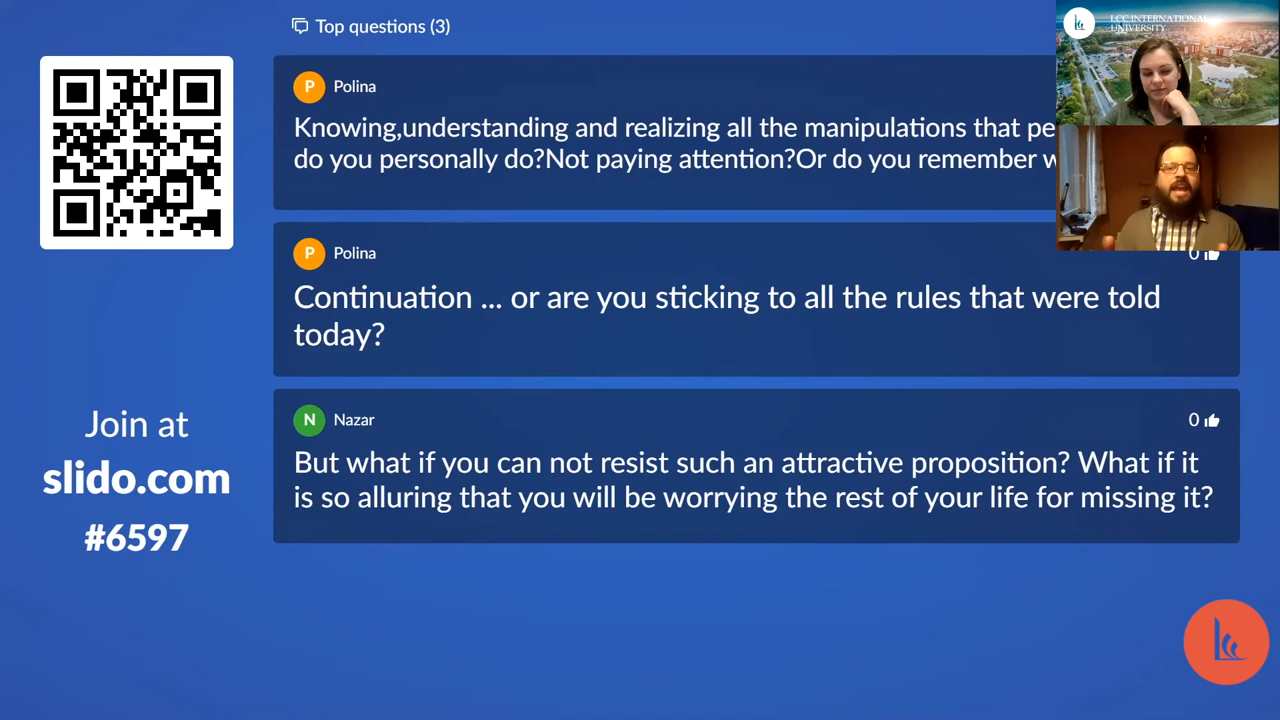 Top questions (3)
LCC INTERNATIONAL
UNIVERSITY
P Polina
Knowing,understanding and realizing all the manipulations that
do you personally do?Not paying attention?Or do you remember
P Polina
0
Continuation ... or are you sticking to all the rules that were told
today?
N Nazar
0
But what if you can not resist such an attractive proposition? What if it
is so alluring that you will be worrying the rest of your life for missing it?
Join at
slido.com
#6597